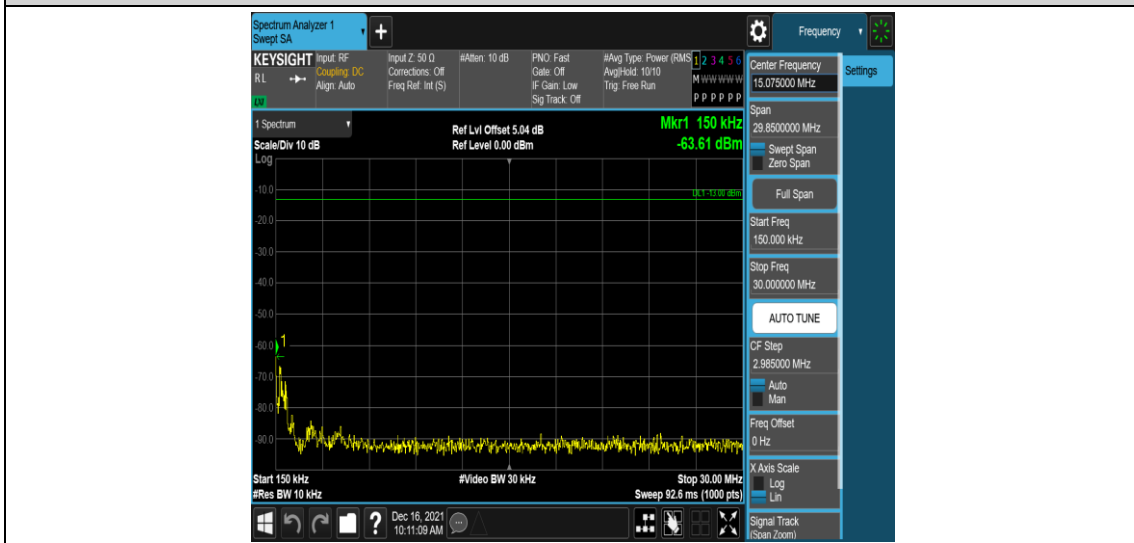 Spectrum Analyzer 1
Swept SA
Frequency
KEYSIGHT
RL
LXI
Input: RF
Coupling: DC
Align: Auto
Input Z: 50 Ω
Corrections: Off
Freq Ref: Int (S)
#Atten: 10 dB
PNO: Fast
Gate: Off
IF Gain: Low
Sig Track: Off
#Avg Type: Power (RMS
Avg|Hold: 10/10
Trig: Free Run
1 2 3 4 5 6
M W W W W W
P P P P P P
1 Spectrum
Scale/Div 10 dB
Ref Lvl Offset 5.04 dB
Ref Level 0.00 dBm
Mkr1 150 kHz
-63.61 dBm
Log
DL1 -13.00 dBm
-10.0
-20.0
-30.0
-40.0
-50.0
-60.0
-70.0
-80.0
-90.0
1
Start 150 kHz
#Res BW 10 kHz
#Video BW 30 kHz
Stop 30.00 MHz
Sweep 92.6 ms (1000 pts)
Dec 16, 2021
10:11:09 AM
Center Frequency
15.075000 MHz
Settings
Span
29.8500000 MHz
Swept Span
Zero Span
Full Span
Start Freq
150.000 kHz
Stop Freq
30.000000 MHz
AUTO TUNE
CF Step
2.985000 MHz
Auto
Man
Freq Offset
0 Hz
X Axis Scale
Log
Lin
Signal Track
(Span Zoom)